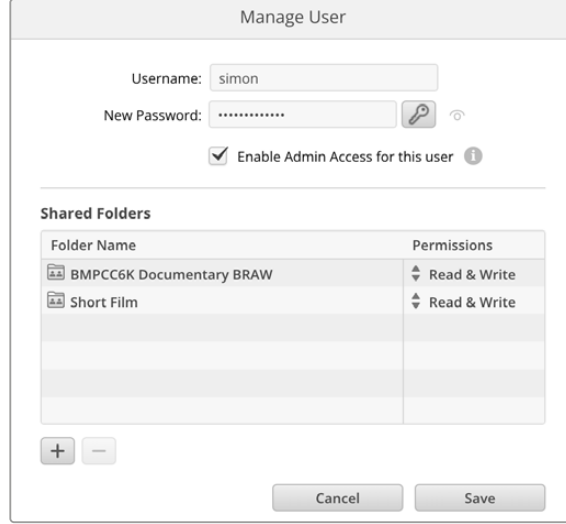 Manage User
Username: simon
New Password: •••••••••••••
Enable Admin Access for this user
Shared Folders
Folder Name Permissions
BMPCC6K Documentary BRAW Read & Write
Short Film Read & Write
Cancel Save